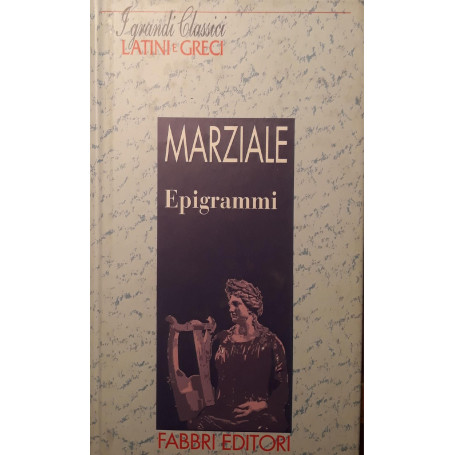 I grandi Classici
LATINI e GRECI
MARZIALE
Epigrammi
FABBRI EDITORI